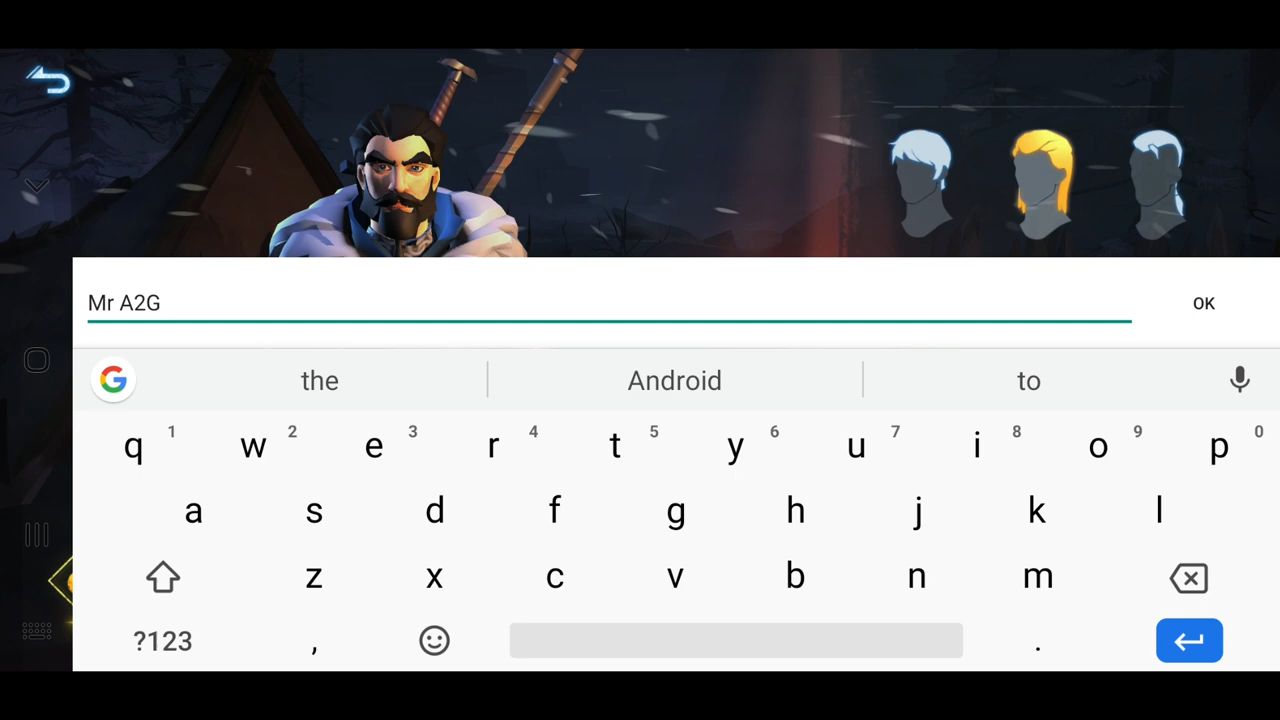 Mr A2G
OK
the Android to
q 1 w 2 e 3 r 4 t 5 y 6 u 7 i 8 o 9 p 0
a s d f g h j k l
z x c v b n m
?123 , .